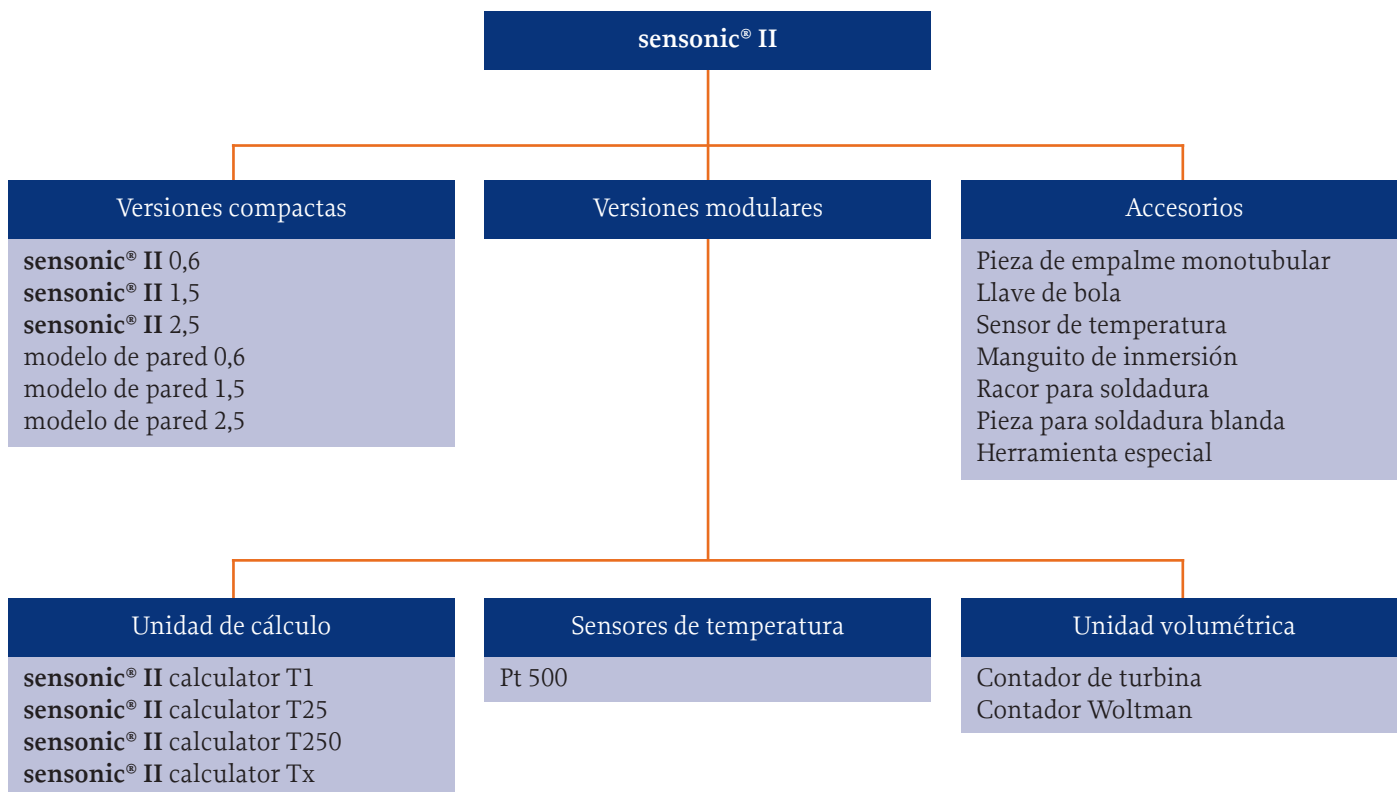 sensonic® II
Versiones compactas
sensonic® II 0,6
sensonic® II 1,5
sensonic® II 2,5
modelo de pared 0,6
modelo de pared 1,5
modelo de pared 2,5
Versiones modulares
Accesorios
Pieza de empalme monotubular
Llave de bola
Sensor de temperatura
Manguito de inmersión
Racor para soldadura
Pieza para soldadura blanda
Herramienta especial
Unidad de cálculo
sensonic® II calculator T1
sensonic® II calculator T25
sensonic® II calculator T250
sensonic® II calculator Tx
Sensores de temperatura
Pt 500
Unidad volumétrica
Contador de turbina
Contador Woltman